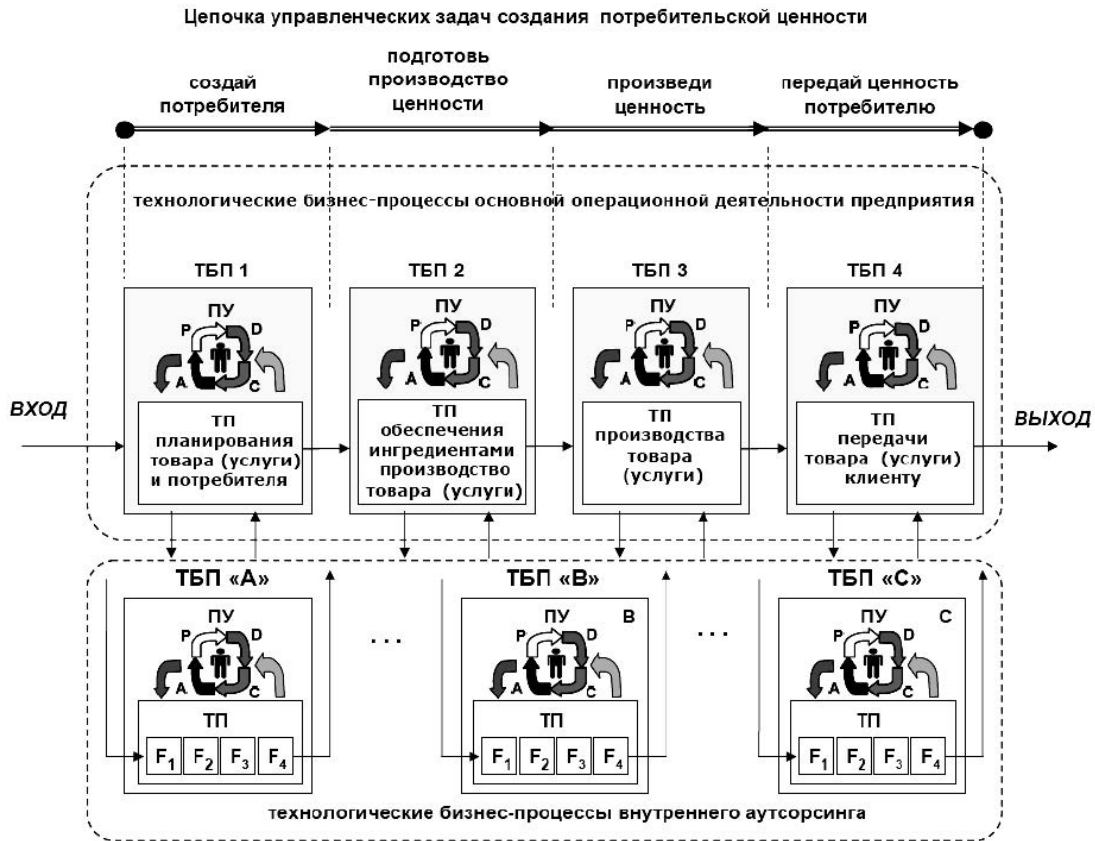 Цепочка управленческих задач создания потребительской ценности
создай
потребителя
подготовь
производство
ценности
произведи
ценность
передай ценность
потребителю
технологические бизнес-процессы основной операционной деятельности предприятия
ТБП 1
ПУ
P
D
A
C
ТП
планирования
товара (услуги)
и потребителя
ТБП 2
ПУ
P
D
A
C
ТП
обеспечения
ингредиентами
производство
товара (услуги)
ТБП 3
ПУ
P
D
A
C
ТП
производства
товара
(услуги)
ТБП 4
ПУ
P
D
A
C
ТП
передачи
товара (услуги)
клиенту
ВХОД
ВЫХОД
ТБП «А»
ПУ
P
D
A
C
ТП
F1 F2 F3 F4
...
ТБП «В»
B
ПУ
P
D
A
C
ТП
F1 F2 F3 F4
...
ТБП «С»
C
ПУ
P
D
A
C
ТП
F1 F2 F3 F4
технологические бизнес-процессы внутреннего аутсорсинга